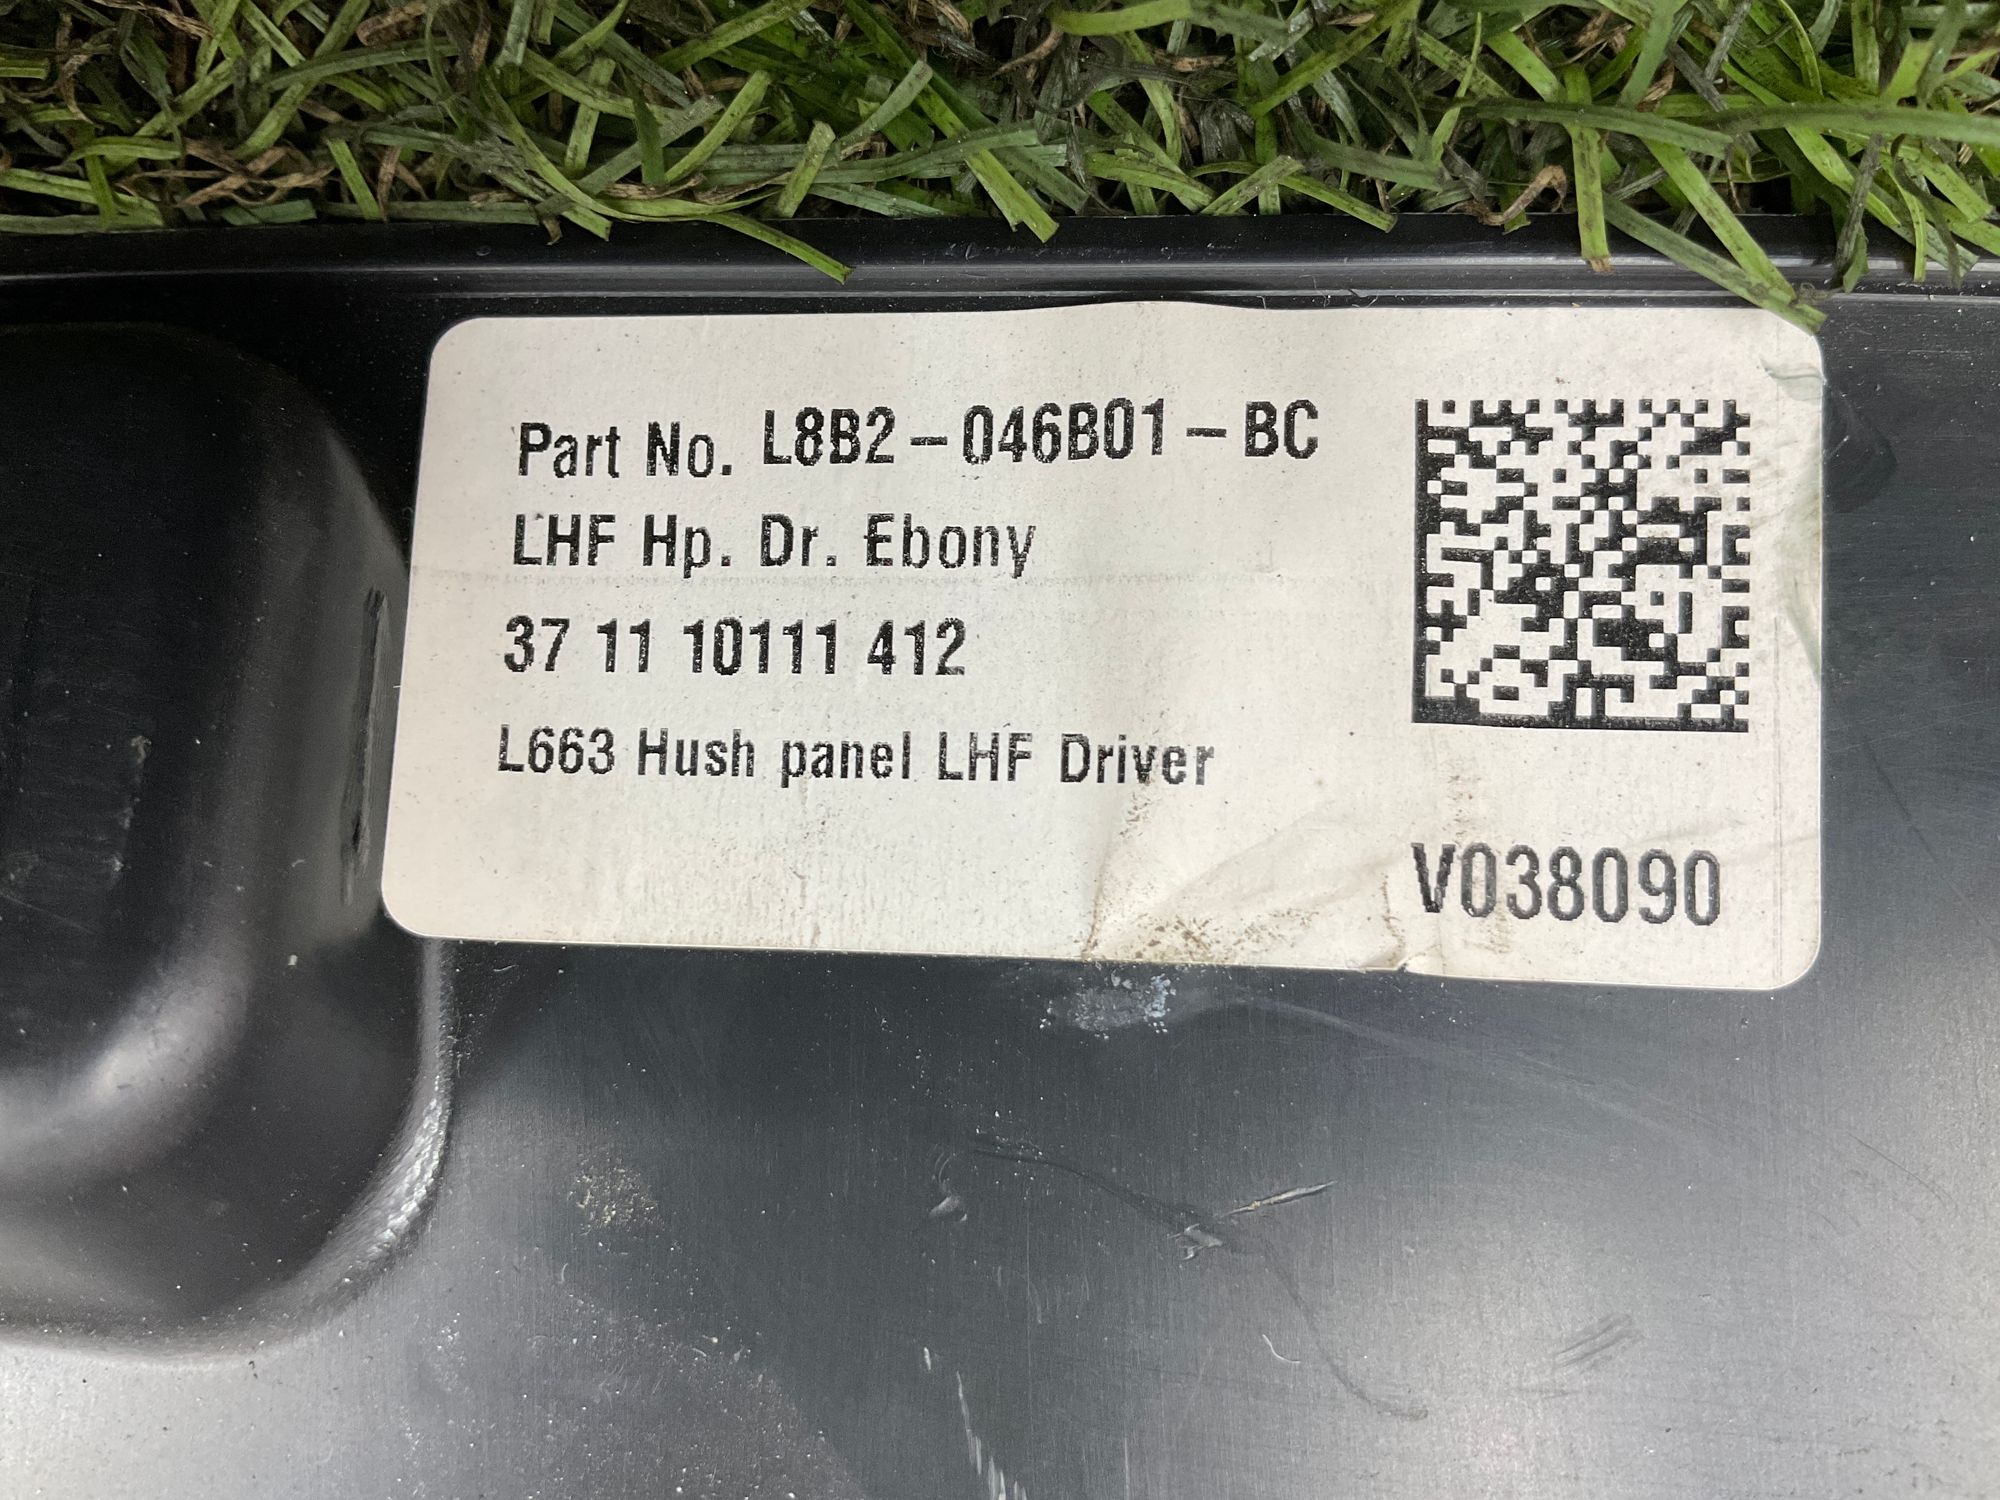 Part No. L8B2-046B01-BC
LHF Hp. Dr. Ebony
37 11 10111 412
L663 Hush panel LHF Driver
V038090